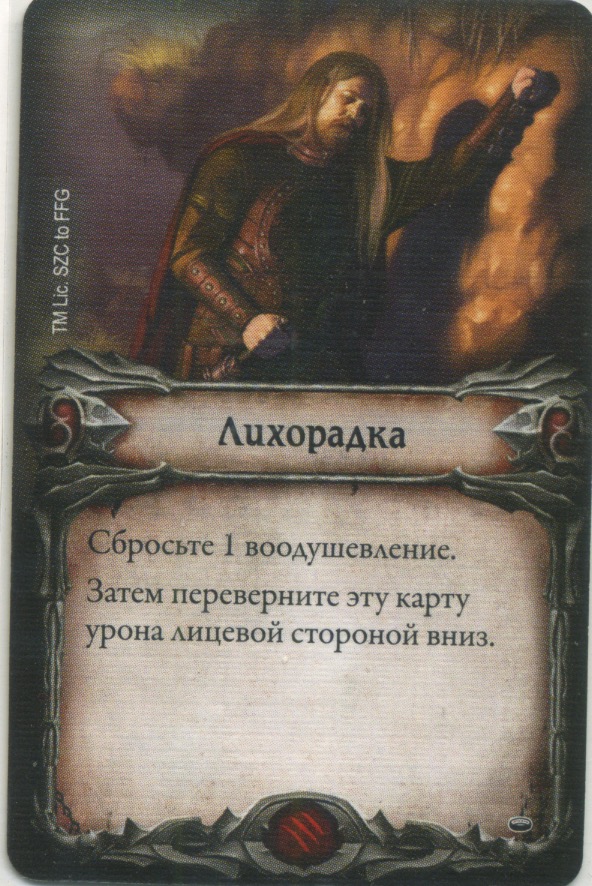 TM Lic. SZC to FFG
Лихорадка
Сбросьте 1 воодушевление.
Затем переверните эту карту
урона лицевой стороной вниз.